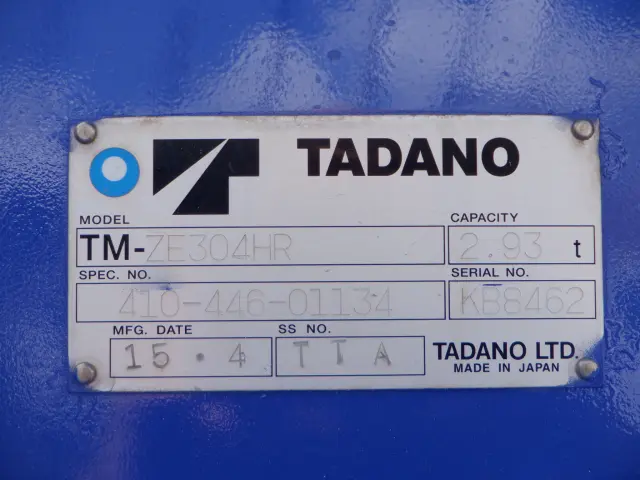 TADANO
MODEL
CAPACITY
TM-ZE304HR
2.93 t
SPEC. NO.
SERIAL NO.
410-446-01134
KB8462
MFG. DATE
SS NO.
15・4
TTA
TADANO LTD.
MADE IN JAPAN